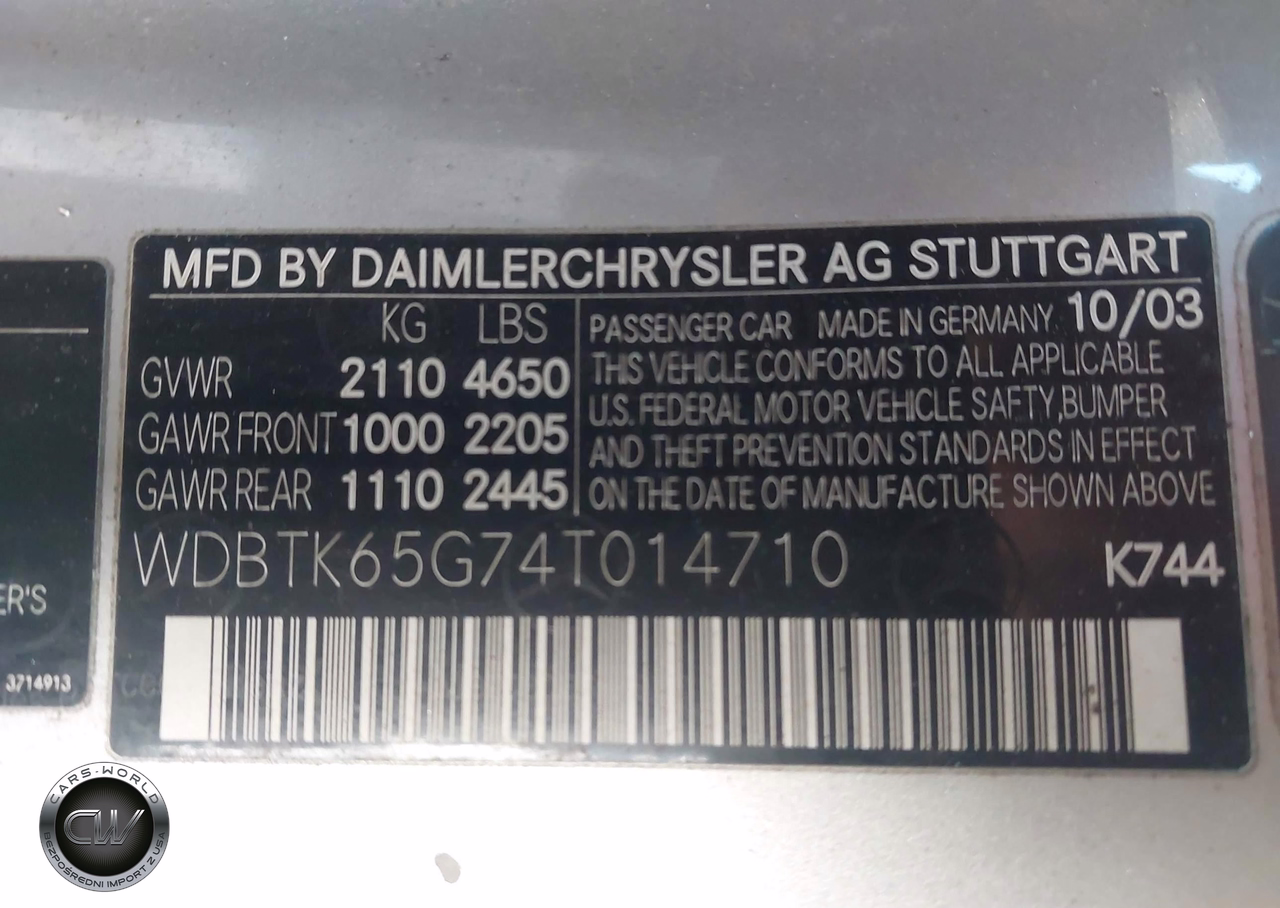 MFD BY DAIMLERCHRYSLER AG STUTTGART
KG LBS
GVWR 2110 4650
GAWR FRONT 1000 2205
GAWR REAR 1110 2445
PASSENGER CAR MADE IN GERMANY 10/03
THIS VEHICLE CONFORMS TO ALL APPLICABLE
U.S. FEDERAL MOTOR VEHICLE SAFTY,BUMPER
AND THEFT PREVENTION STANDARDS IN EFFECT
ON THE DATE OF MANUFACTURE SHOWN ABOVE
WDBTK65G74T014710 K744
ER'S
3714913
CARS-WORLD
CW
BEZPOŚREDNI IMPORT Z USA